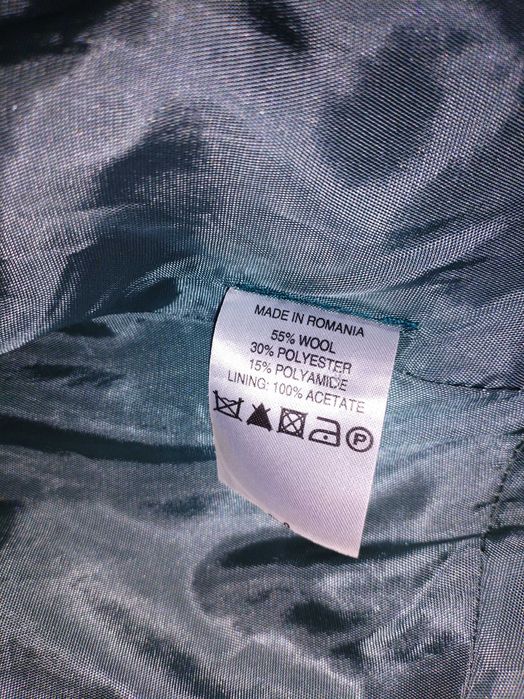 MADE IN ROMANIA
55% WOOL
30% POLYESTER
15% POLYAMIDE
LINING: 100% ACETATE
P